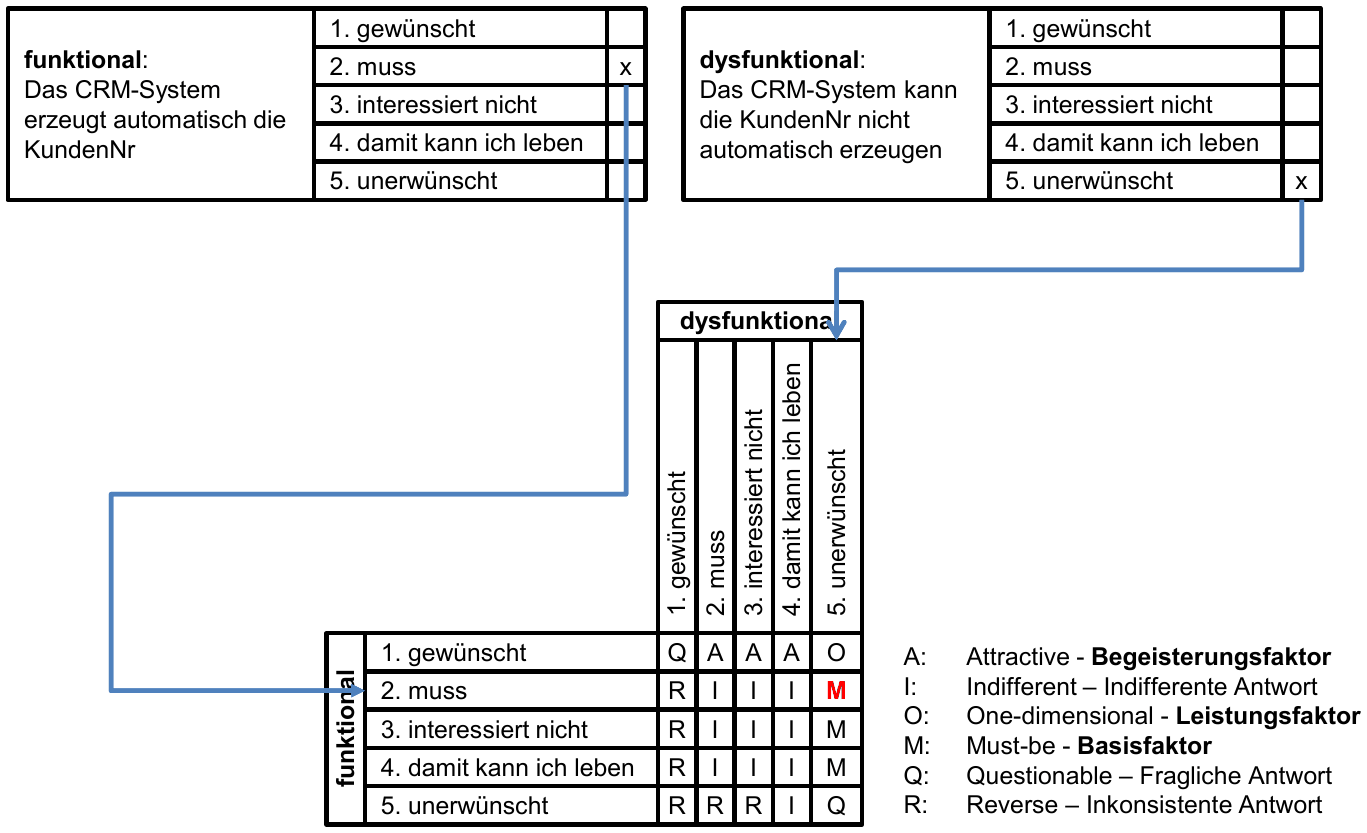 funktional:
Das CRM-System
erzeugt automatisch die
KundenNr
1. gewünscht
2. muss x
3. interessiert nicht
4. damit kann ich leben
5. unerwünscht
dysfunktional:
Das CRM-System kann
die KundenNr nicht
automatisch erzeugen
1. gewünscht
2. muss
3. interessiert nicht
4. damit kann ich leben
5. unerwünscht x
dysfunktional
1. gewünscht
2. muss
3. interessiert nicht
4. damit kann ich leben
5. unerwünscht
funktional
1. gewünscht Q A A A O
2. muss R I I I M
3. interessiert nicht R I I I M
4. damit kann ich leben R I I I M
5. unerwünscht R R R I Q
A: Attractive - Begeisterungsfaktor
I: Indifferent – Indifferente Antwort
O: One-dimensional - Leistungsfaktor
M: Must-be - Basisfaktor
Q: Questionable – Fragliche Antwort
R: Reverse – Inkonsistente Antwort